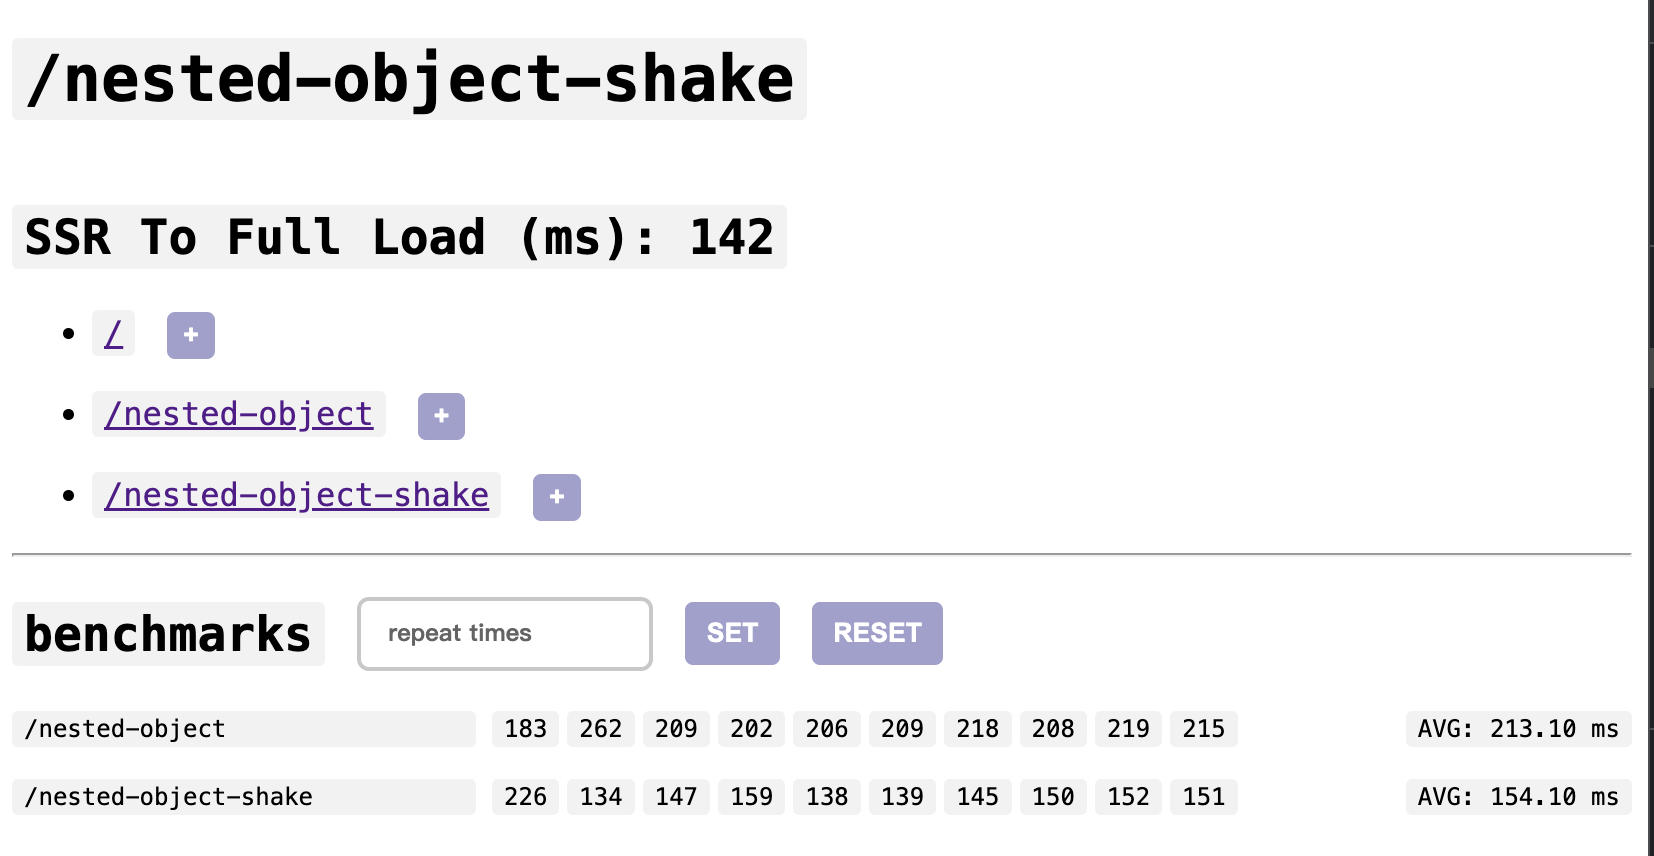 /nested-object-shake
SSR To Full Load (ms): 142
/ +
/nested-object +
/nested-object-shake +
benchmarks repeat times SET RESET
/nested-object 183 262 209 202 206 209 218 208 219 215 AVG: 213.10 ms
/nested-object-shake 226 134 147 159 138 139 145 150 152 151 AVG: 154.10 ms